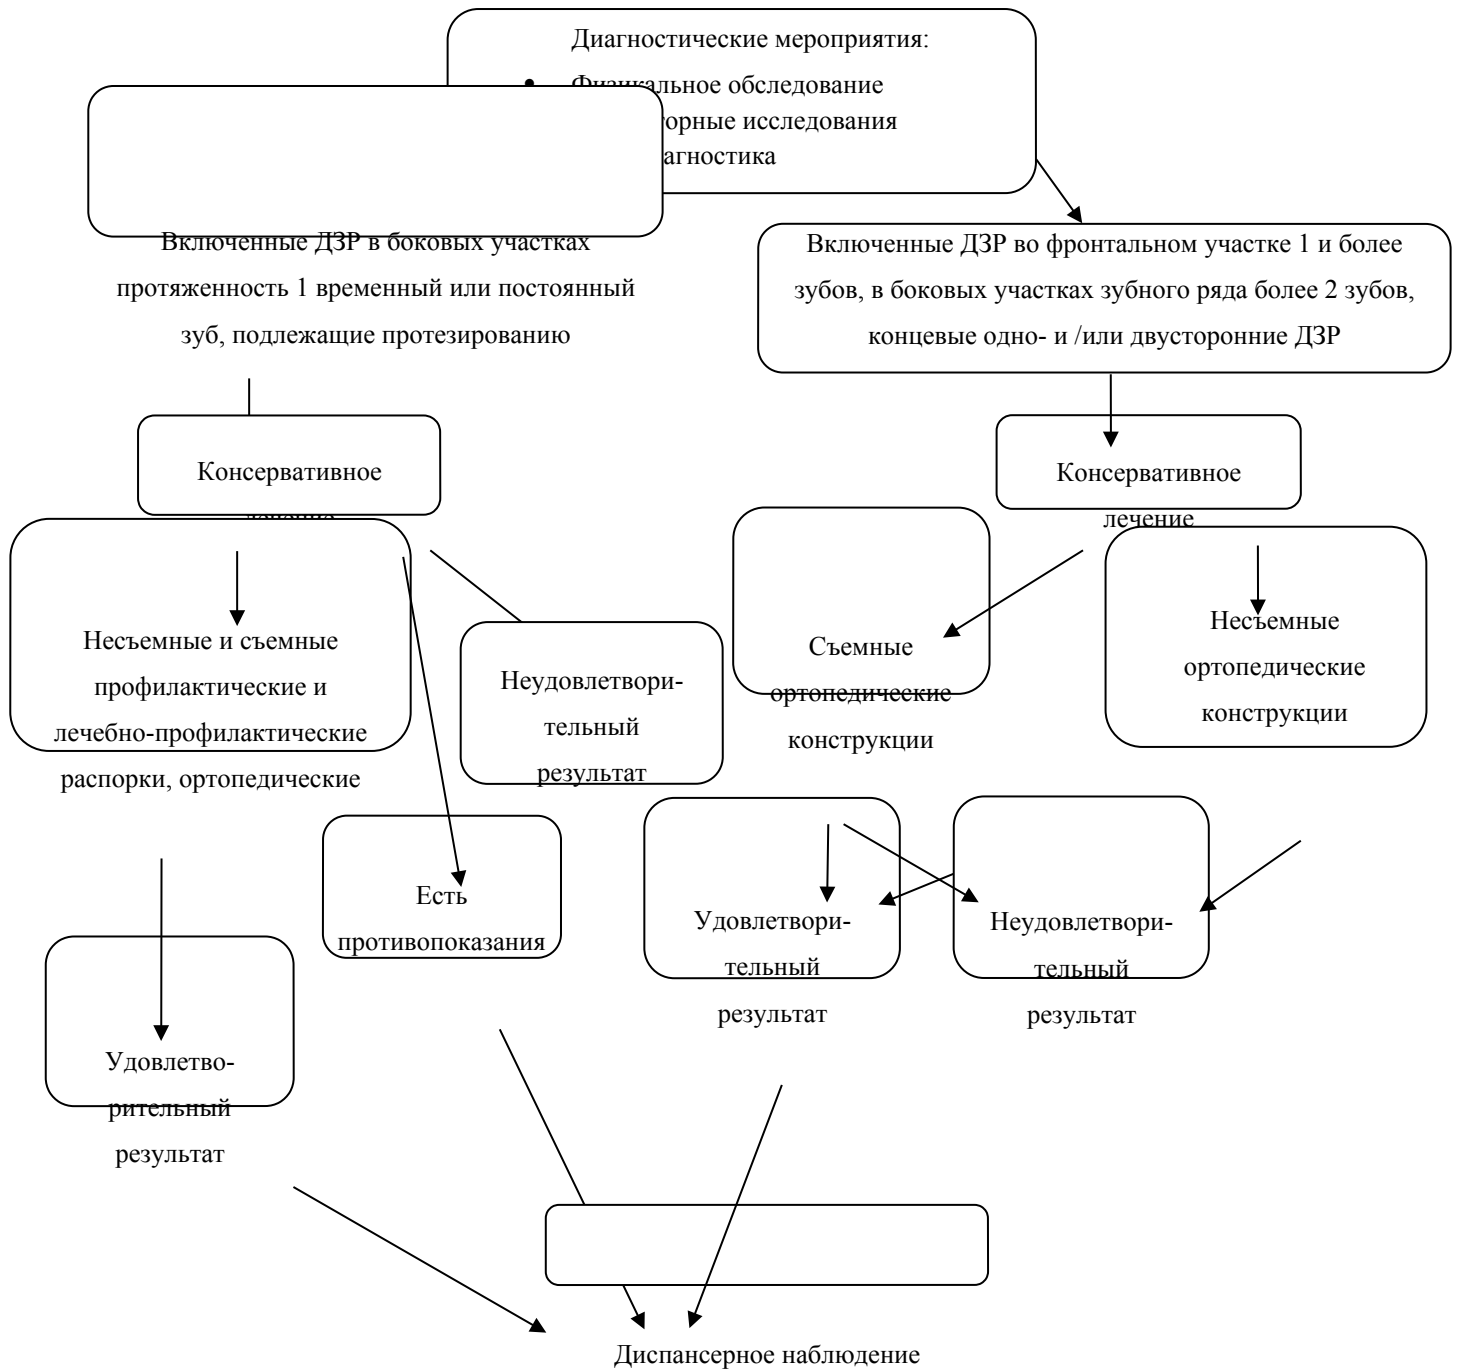 Диагностические мероприятия:
• Физикальное обследование
орные исследования
агностика
Включенные ДЗР в боковых участках
протяженность 1 временный или постоянный
зуб, подлежащие протезированию
Включенные ДЗР во фронтальном участке 1 и более
зубов, в боковых участках зубного ряда более 2 зубов,
концевые одно- и /или двусторонние ДЗР
Консервативное
лечение
Консервативное
лечение
Несъемные и съемные
профилактические и
лечебно-профилактические
распорки, ортопедические
Неудовлетвори-
тельный
результат
Съемные
ортопедические
конструкции
Несъемные
ортопедические
конструкции
Есть
противопоказания
Удовлетвори-
тельный
результат
Неудовлетвори-
тельный
результат
Удовлетво-
рительный
результат
Диспансерное наблюдение